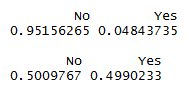 No Yes
0.95156265 0.04843735
No Yes
0.5009767 0.4990233